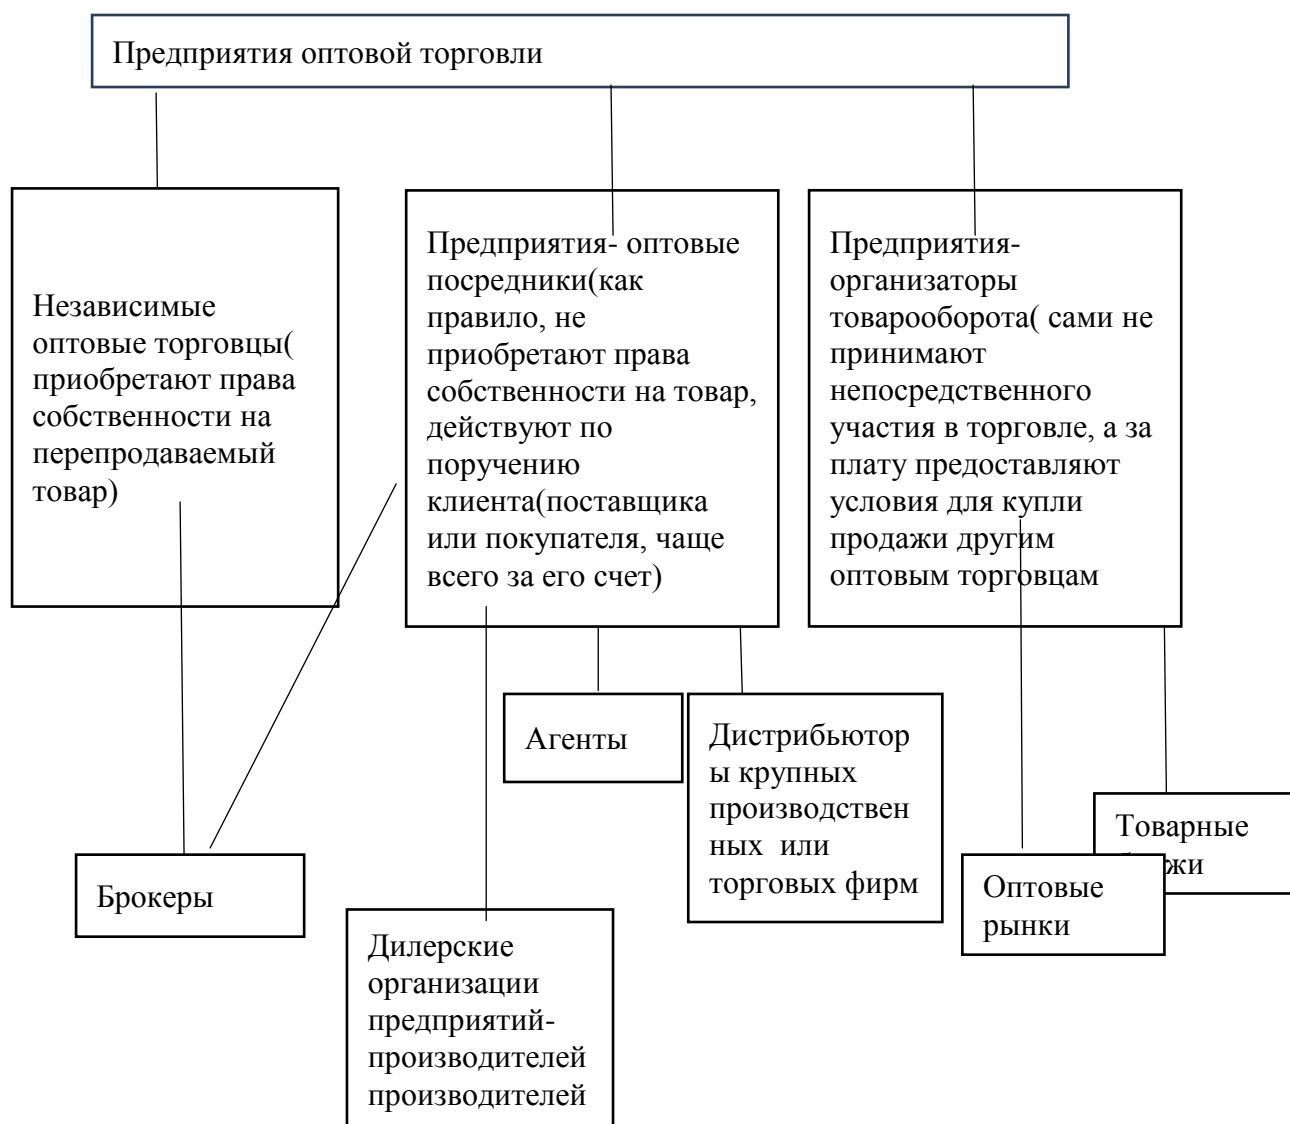 Предприятия оптовой торговли
Независимые
оптовые торговцы(
приобретают права
собственности на
перепродаваемый
товар)
Предприятия- оптовые
посредники(как
правило, не
приобретают права
собственности на товар,
действуют по
поручению
клиента(поставщика
или покупателя, чаще
всего за его счет)
Предприятия-
организаторы
товарооборота( сами не
принимают
непосредственного
участия в торговле, а за
плату предоставляют
условия для купли
продажи другим
оптовым торговцам
Агенты
Дистрибьютор
ы крупных
производствен
ных или
торговых фирм
Товарные
Брокеры
Оптовые
рынки
Дилерские
организации
предприятий-
производителей
производителей